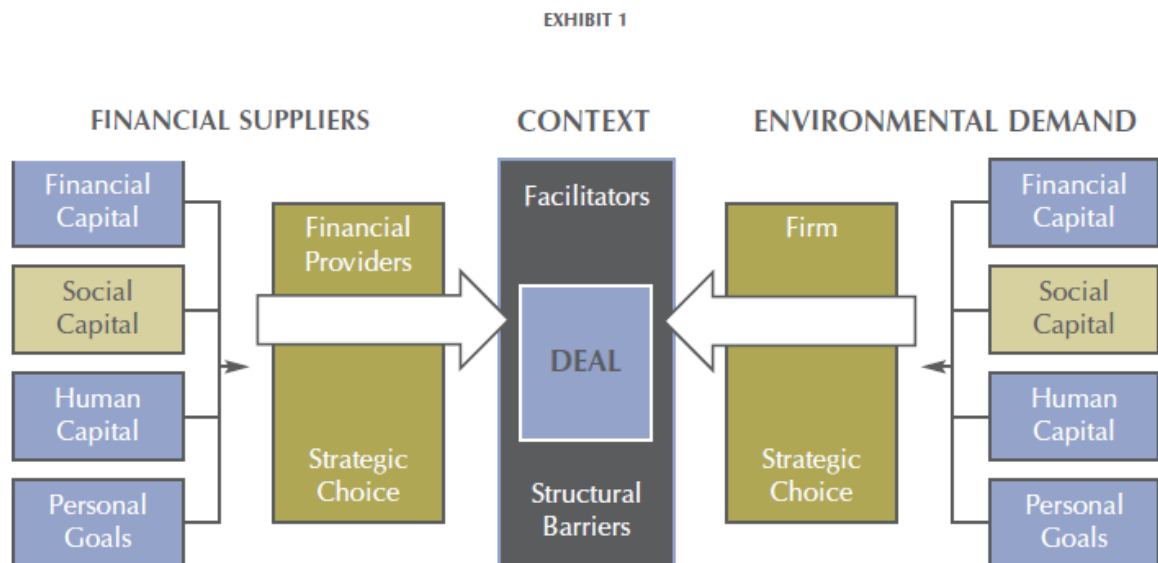 EXHIBIT 1
FINANCIAL SUPPLIERS
CONTEXT
ENVIRONMENTAL DEMAND
Financial
Capital
Social
Capital
Human
Capital
Personal
Goals
Financial
Providers
Strategic
Choice
Facilitators
DEAL
Structural
Barriers
Firm
Strategic
Choice
Financial
Capital
Social
Capital
Human
Capital
Personal
Goals